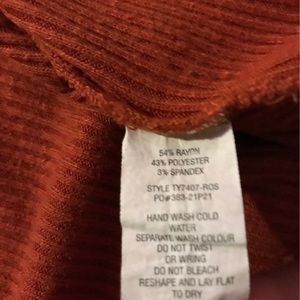 54% RAYON
43% POLYESTER
3% SPANDEX
STYLE TY7407-ROS
PO#383-21P21
HAND WASH COLD
WATER
SEPARATE WASH COLOUR
DO NOT TWIST
OR WRING
DO NOT BLEACH
RESHAPE AND LAY FLAT
TO DRY